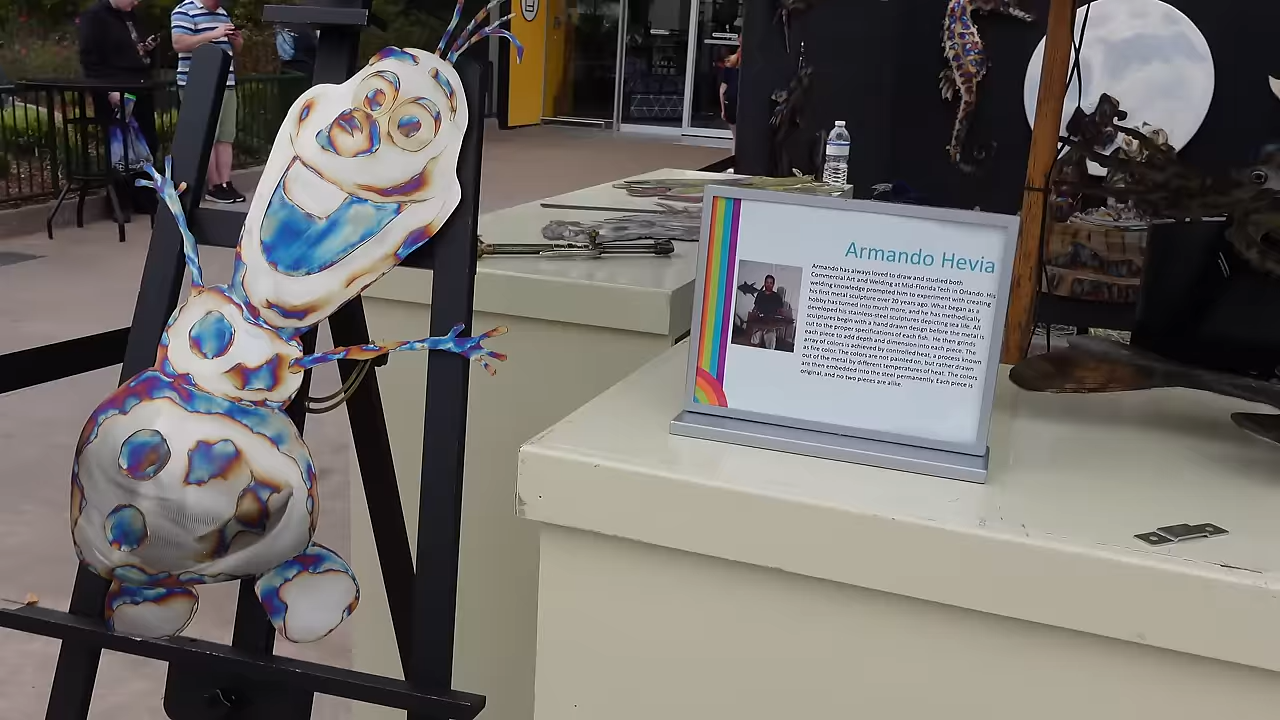 Armando Hevia
Armando has always loved to draw and studied both
Commercial Art and Welding at Mid-Florida Tech in Orlando. His
welding knowledge prompted him to experiment with creating
his first metal sculpture over 20 years ago. What began as a
hobby has turned into much more, and he has methodically
developed his stainless-steel sculptures depicting sea life. All
sculptures begin with a hand drawn design before the metal is
cut to the proper specifications of each fish. He then grinds
each piece to add depth and dimension into each piece. The
array of colors is achieved by controlled heat, a process known
as fire color. The colors are not painted on, but rather drawn
out of the metal by different temperatures of heat. The colors
are then embedded into the steel permanently. Each piece is
original, and no two pieces are alike.